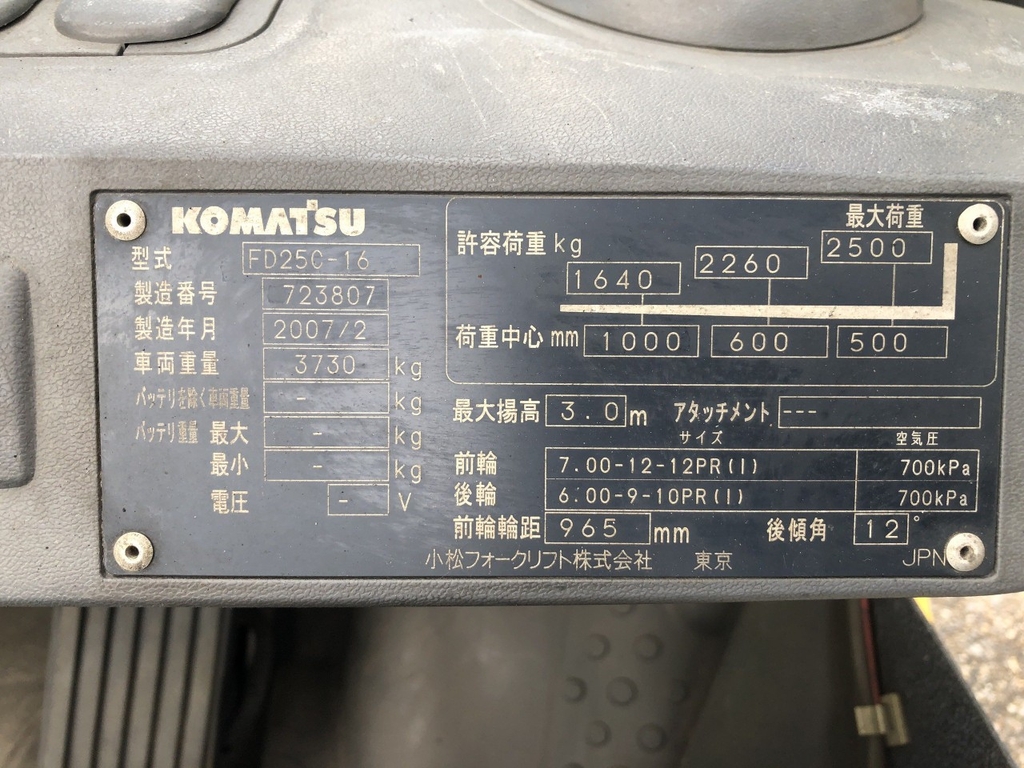 KOMATSU
型式 FD25C-16
製造番号 723807
製造年月 2007/2
車両重量 3730 kg
バッテリを除く車両重量 - kg
バッテリ重量 最大 - kg
最小 - kg
電圧 - V
最大荷重
許容荷重 kg 1640 2260 2500
荷重中心 mm 1000 600 500
最大揚高 3.0 m アタッチメント ---
サイズ 空気圧
前輪 7.00-12-12PR(I) 700kPa
後輪 6.00-9-10PR(I) 700kPa
前輪輪距 965 mm 後傾角 12°
小松フォークリフト株式会社 東京 JPN